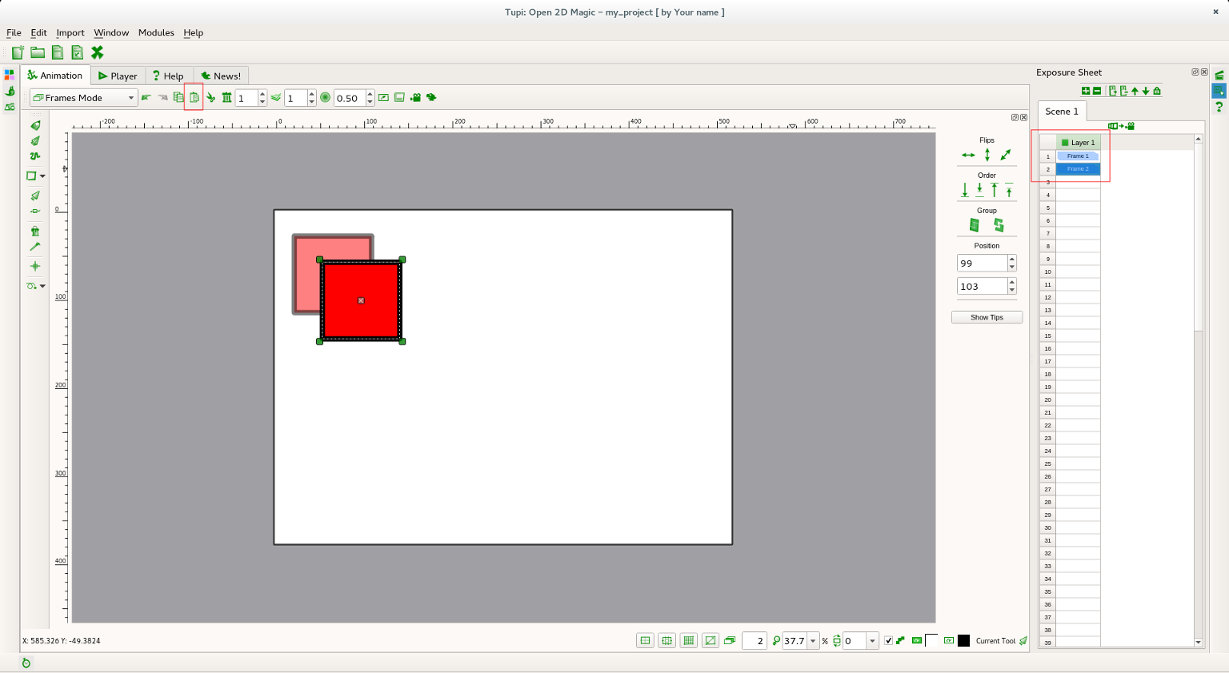 Tupi: Open 2D Magic – my_project [ by Your name ]
File Edit Import Window Modules Help
Animation Player Help News!
Frames Mode 1 1 0.50
Exposure Sheet
Scene 1
Layer 1
1 Frame 1
2 Frame 2
3
4
5
6
7
8
9
10
11
12
13
14
15
16
17
18
19
20
21
22
23
24
25
26
27
28
29
30
31
32
33
34
35
36
37
38
39
-200 -100 0 100 200 300 400 500 600 700
0
100
200
300
400
Flips
Order
Group
Position
99
103
Show Tips
X: 585.326 Y: -49.3824
2 37.7 % 0 Current Tool